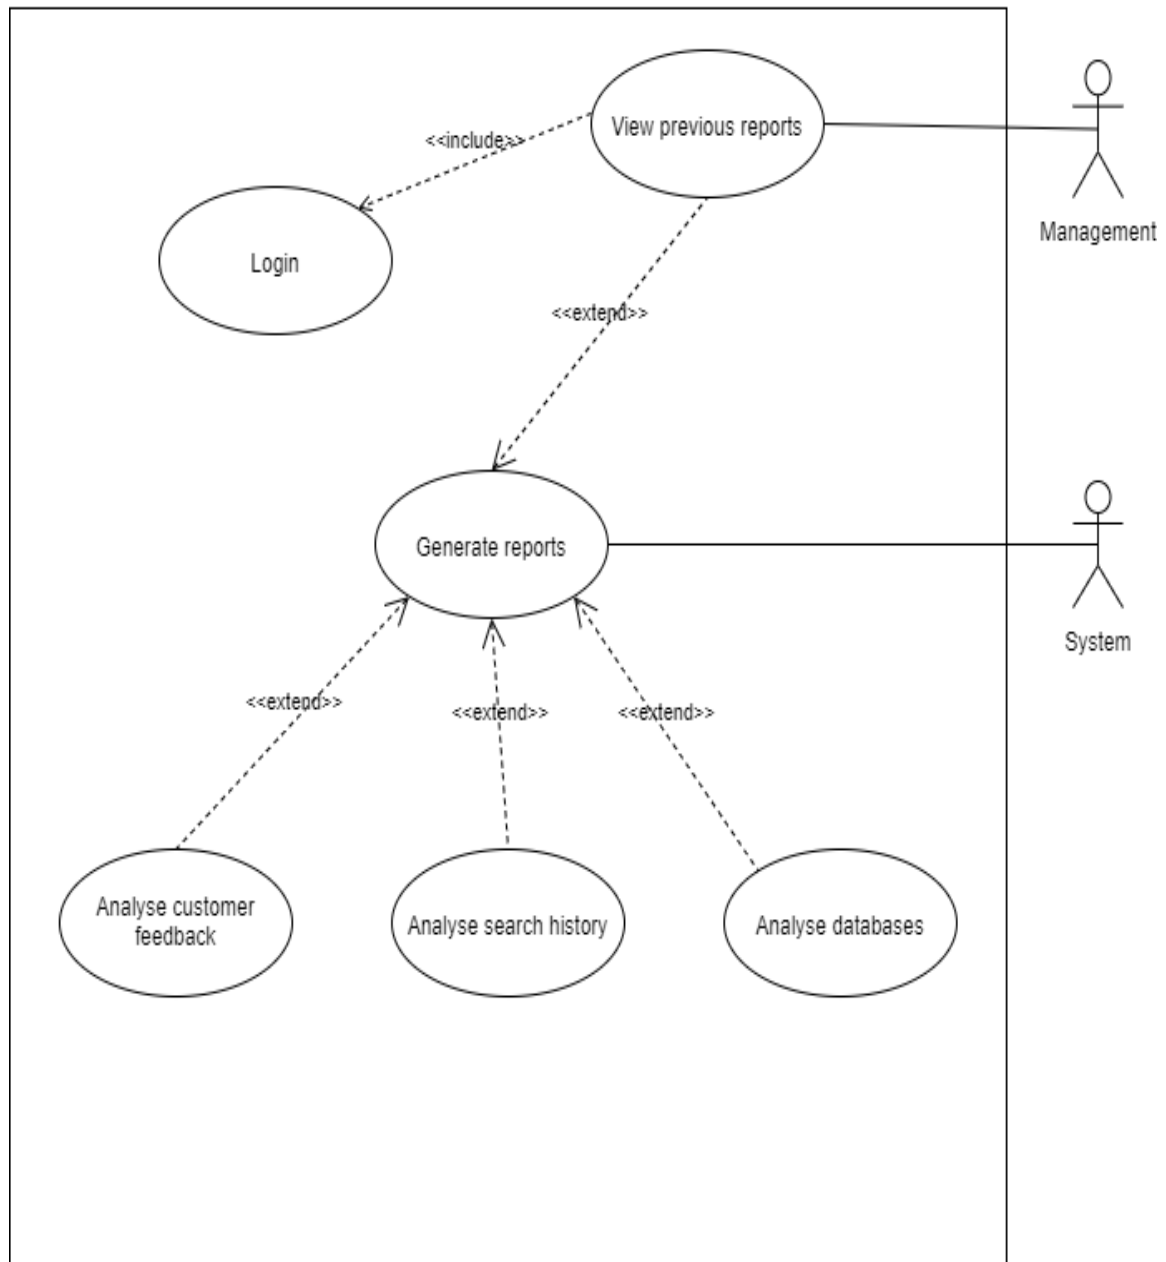 View previous reports
<<include>>
Login
Management
<<extend>>
Generate reports
System
<<extend>>
<<extend>>
<<extend>>
Analyse customer
feedback
Analyse search history
Analyse databases